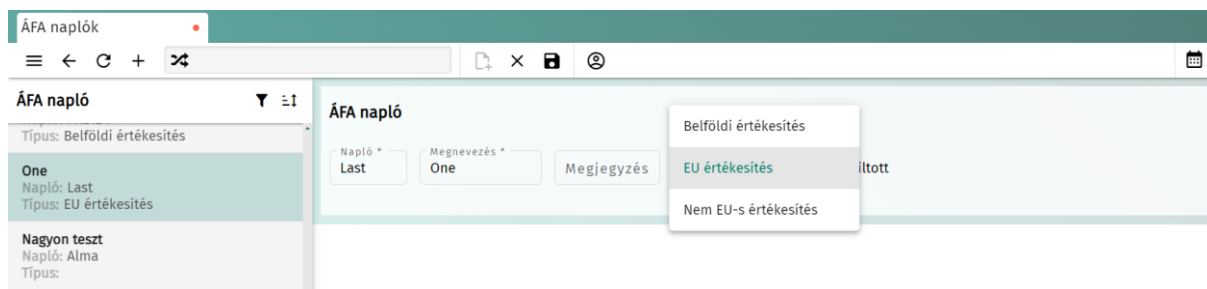 ÁFA naplók
ÁFA napló
Típus: Belföldi értékesítés
One
Napló: Last
Típus: EU értékesítés
Nagyon teszt
Napló: Alma
Típus:
ÁFA napló
Napló *
Last
Megnevezés *
One
Megjegyzés
Belföldi értékesítés
EU értékesítés
Nem EU-s értékesítés
iltott